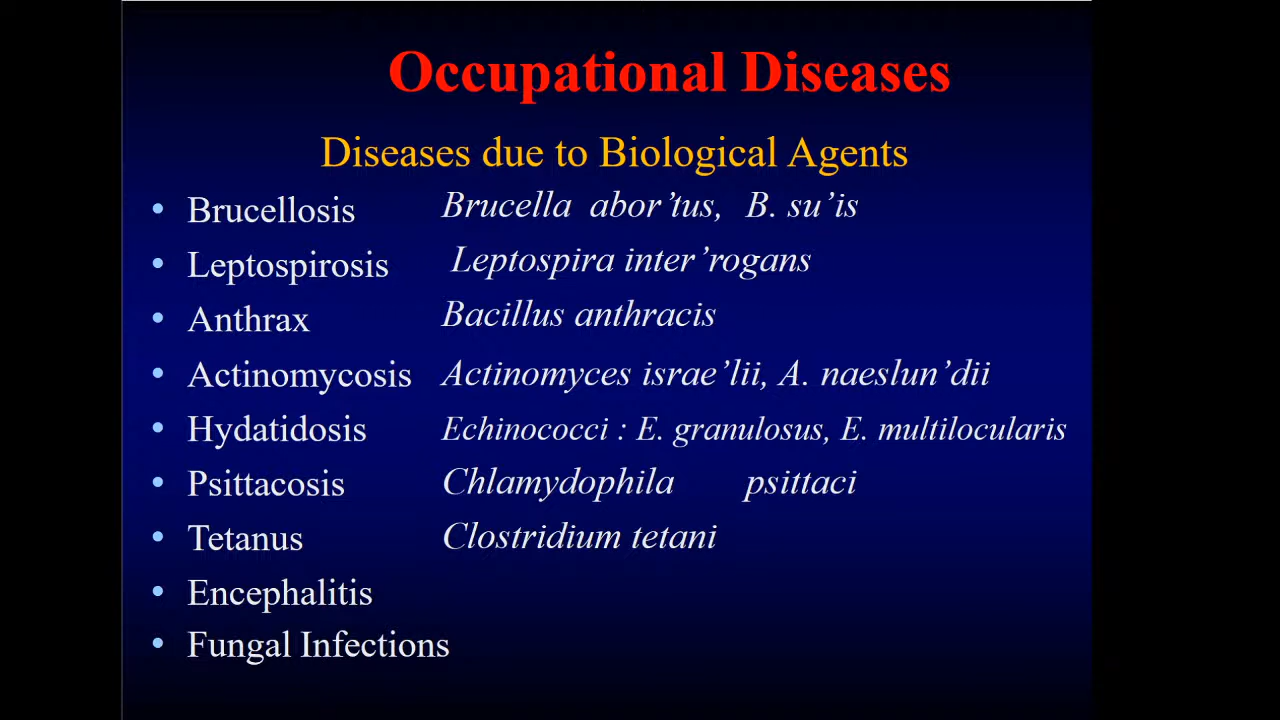 Occupational Diseases
Diseases due to Biological Agents
• Brucellosis Brucella abor’tus, B. su’is
• Leptospirosis Leptospira inter’rogans
• Anthrax Bacillus anthracis
• Actinomycosis Actinomyces israe’lii, A. naeslun’dii
• Hydatidosis Echinococci : E. granulosus, E. multilocularis
• Psittacosis Chlamydophila psittaci
• Tetanus Clostridium tetani
• Encephalitis
• Fungal Infections